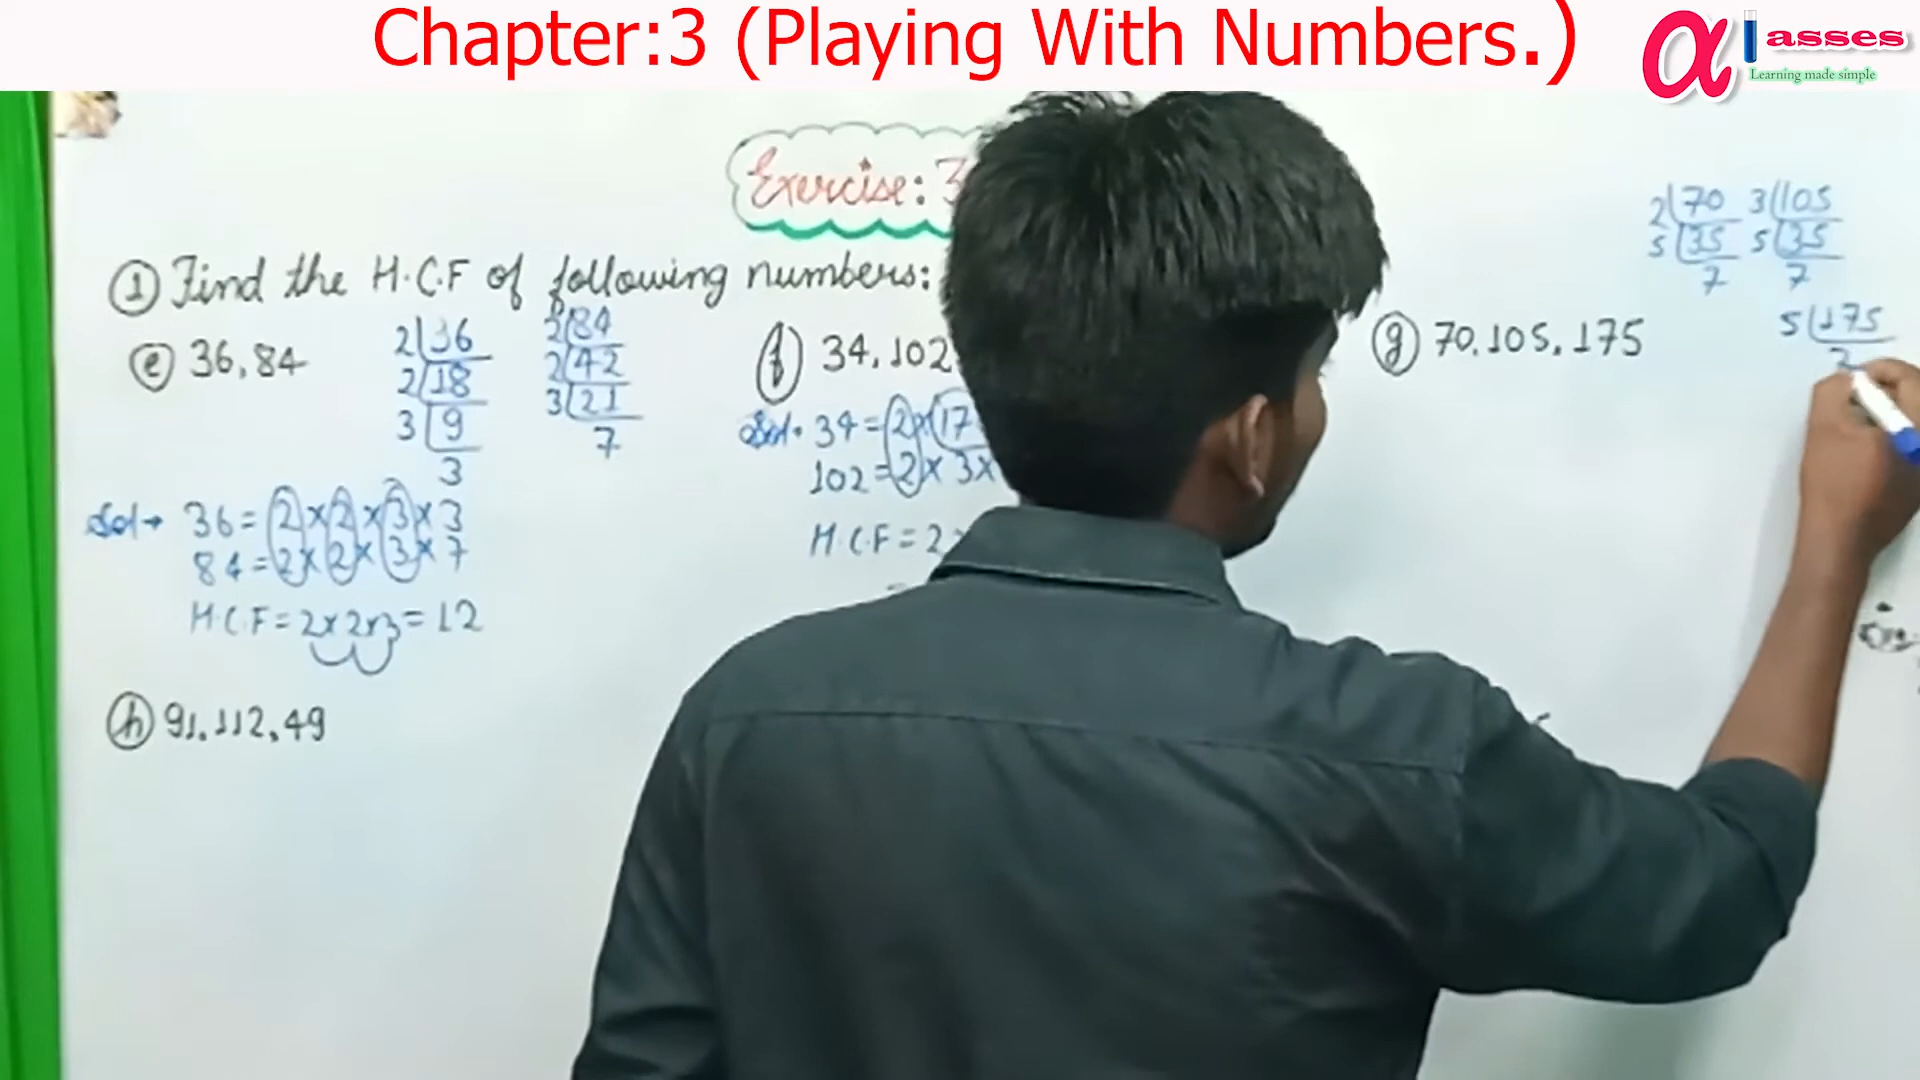 Chapter:3 (Playing With Numbers.)
α lasses
Learning made simple
Exercise: 3
① Find the H.C.F of following numbers:
ⓔ 36, 84
2 36
2 18
3 9
3
2 84
2 42
3 21
7
Sol→ 36 = 2 × 2 × 3 × 3
84 = 2 × 2 × 3 × 7
H.C.F = 2×2×3 = 12
ⓕ 34, 102
Sol. 34 = 2 × 17
102 = 2 × 3 ×
H.C.F = 2 ×
ⓖ 70, 105, 175
2 70
5 35
7
3 105
5 35
7
5 175
3
ⓗ 91, 112, 49